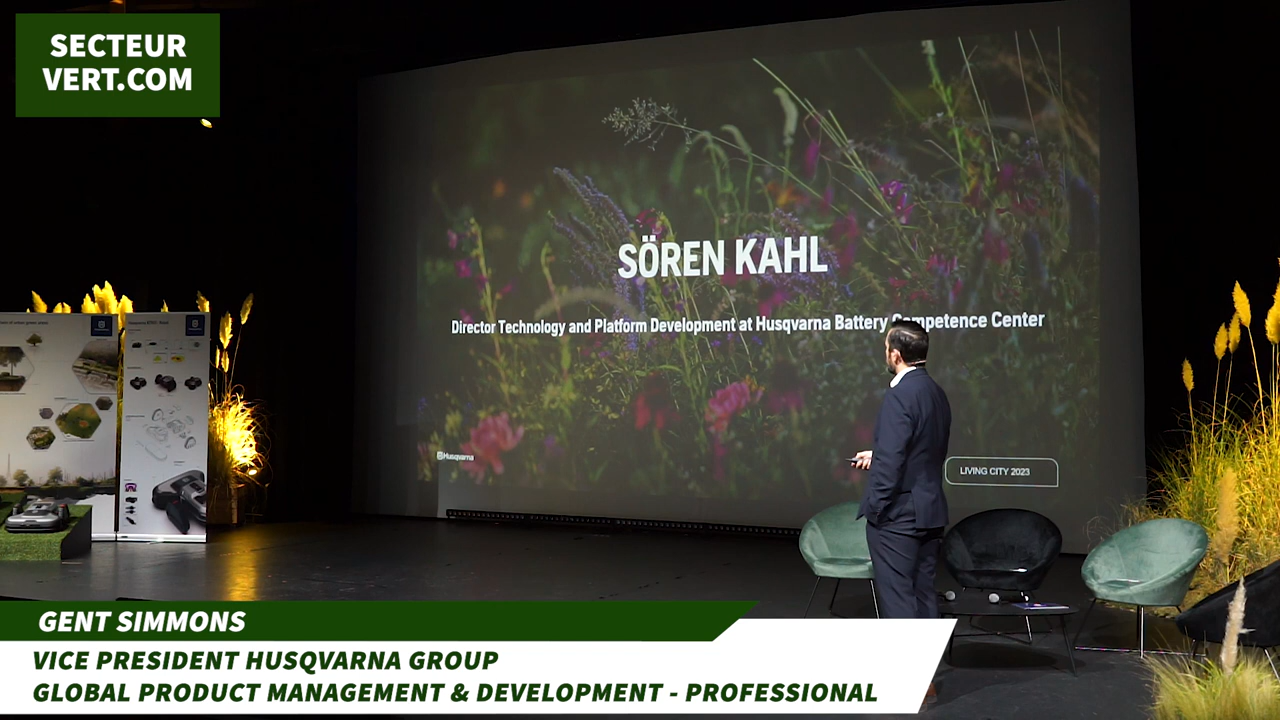 SECTEUR
VERT.COM
SÖREN KAHL
Director Technology and Platform Development at Husqvarna Battery Competence Center
Husqvarna
LIVING CITY 2023
GENT SIMMONS
VICE PRESIDENT HUSQVARNA GROUP
GLOBAL PRODUCT MANAGEMENT & DEVELOPMENT - PROFESSIONAL